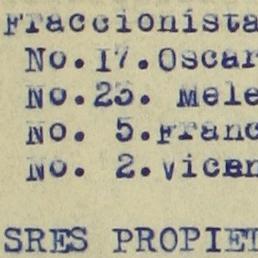 Fraccionista
No.17.Oscar
No.25. Mele
No. 5.Franc
No. 2.Vicen
SRES PROPIET